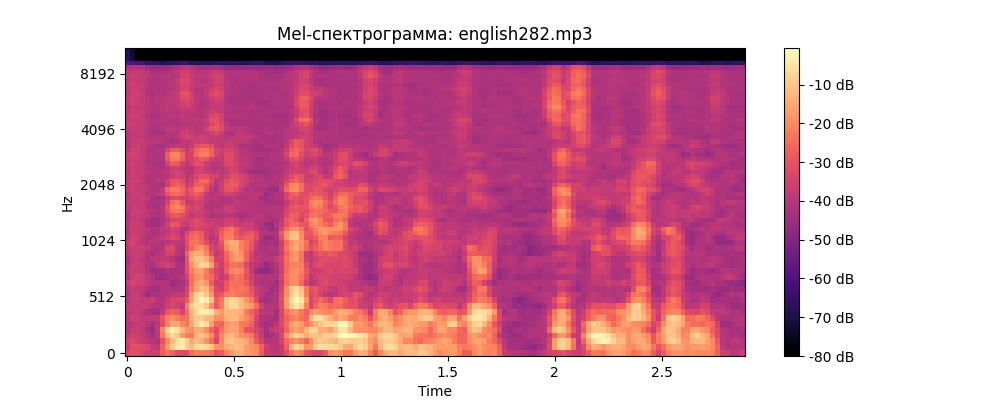 Mel-спектрограмма: english282.mp3
8192
4096
2048
1024
512
0
Hz
0 0.5 1 1.5 2 2.5
Time
-10 dB
-20 dB
-30 dB
-40 dB
-50 dB
-60 dB
-70 dB
-80 dB